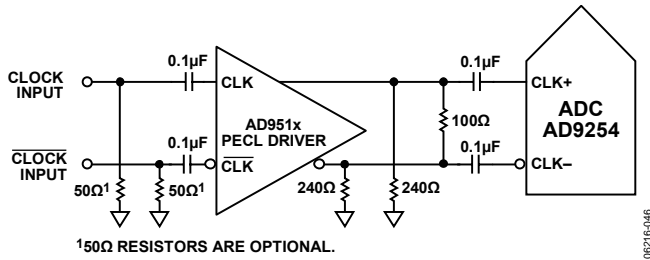 0.1µF
0.1µF
CLOCK
INPUT
CLK
CLK+
AD951x
PECL DRIVER
100Ω
ADC
AD9254
0.1µF
0.1µF
CLOCK
INPUT
CLK
CLK–
50Ω¹
50Ω¹
240Ω
240Ω
¹50Ω RESISTORS ARE OPTIONAL.
06216-046